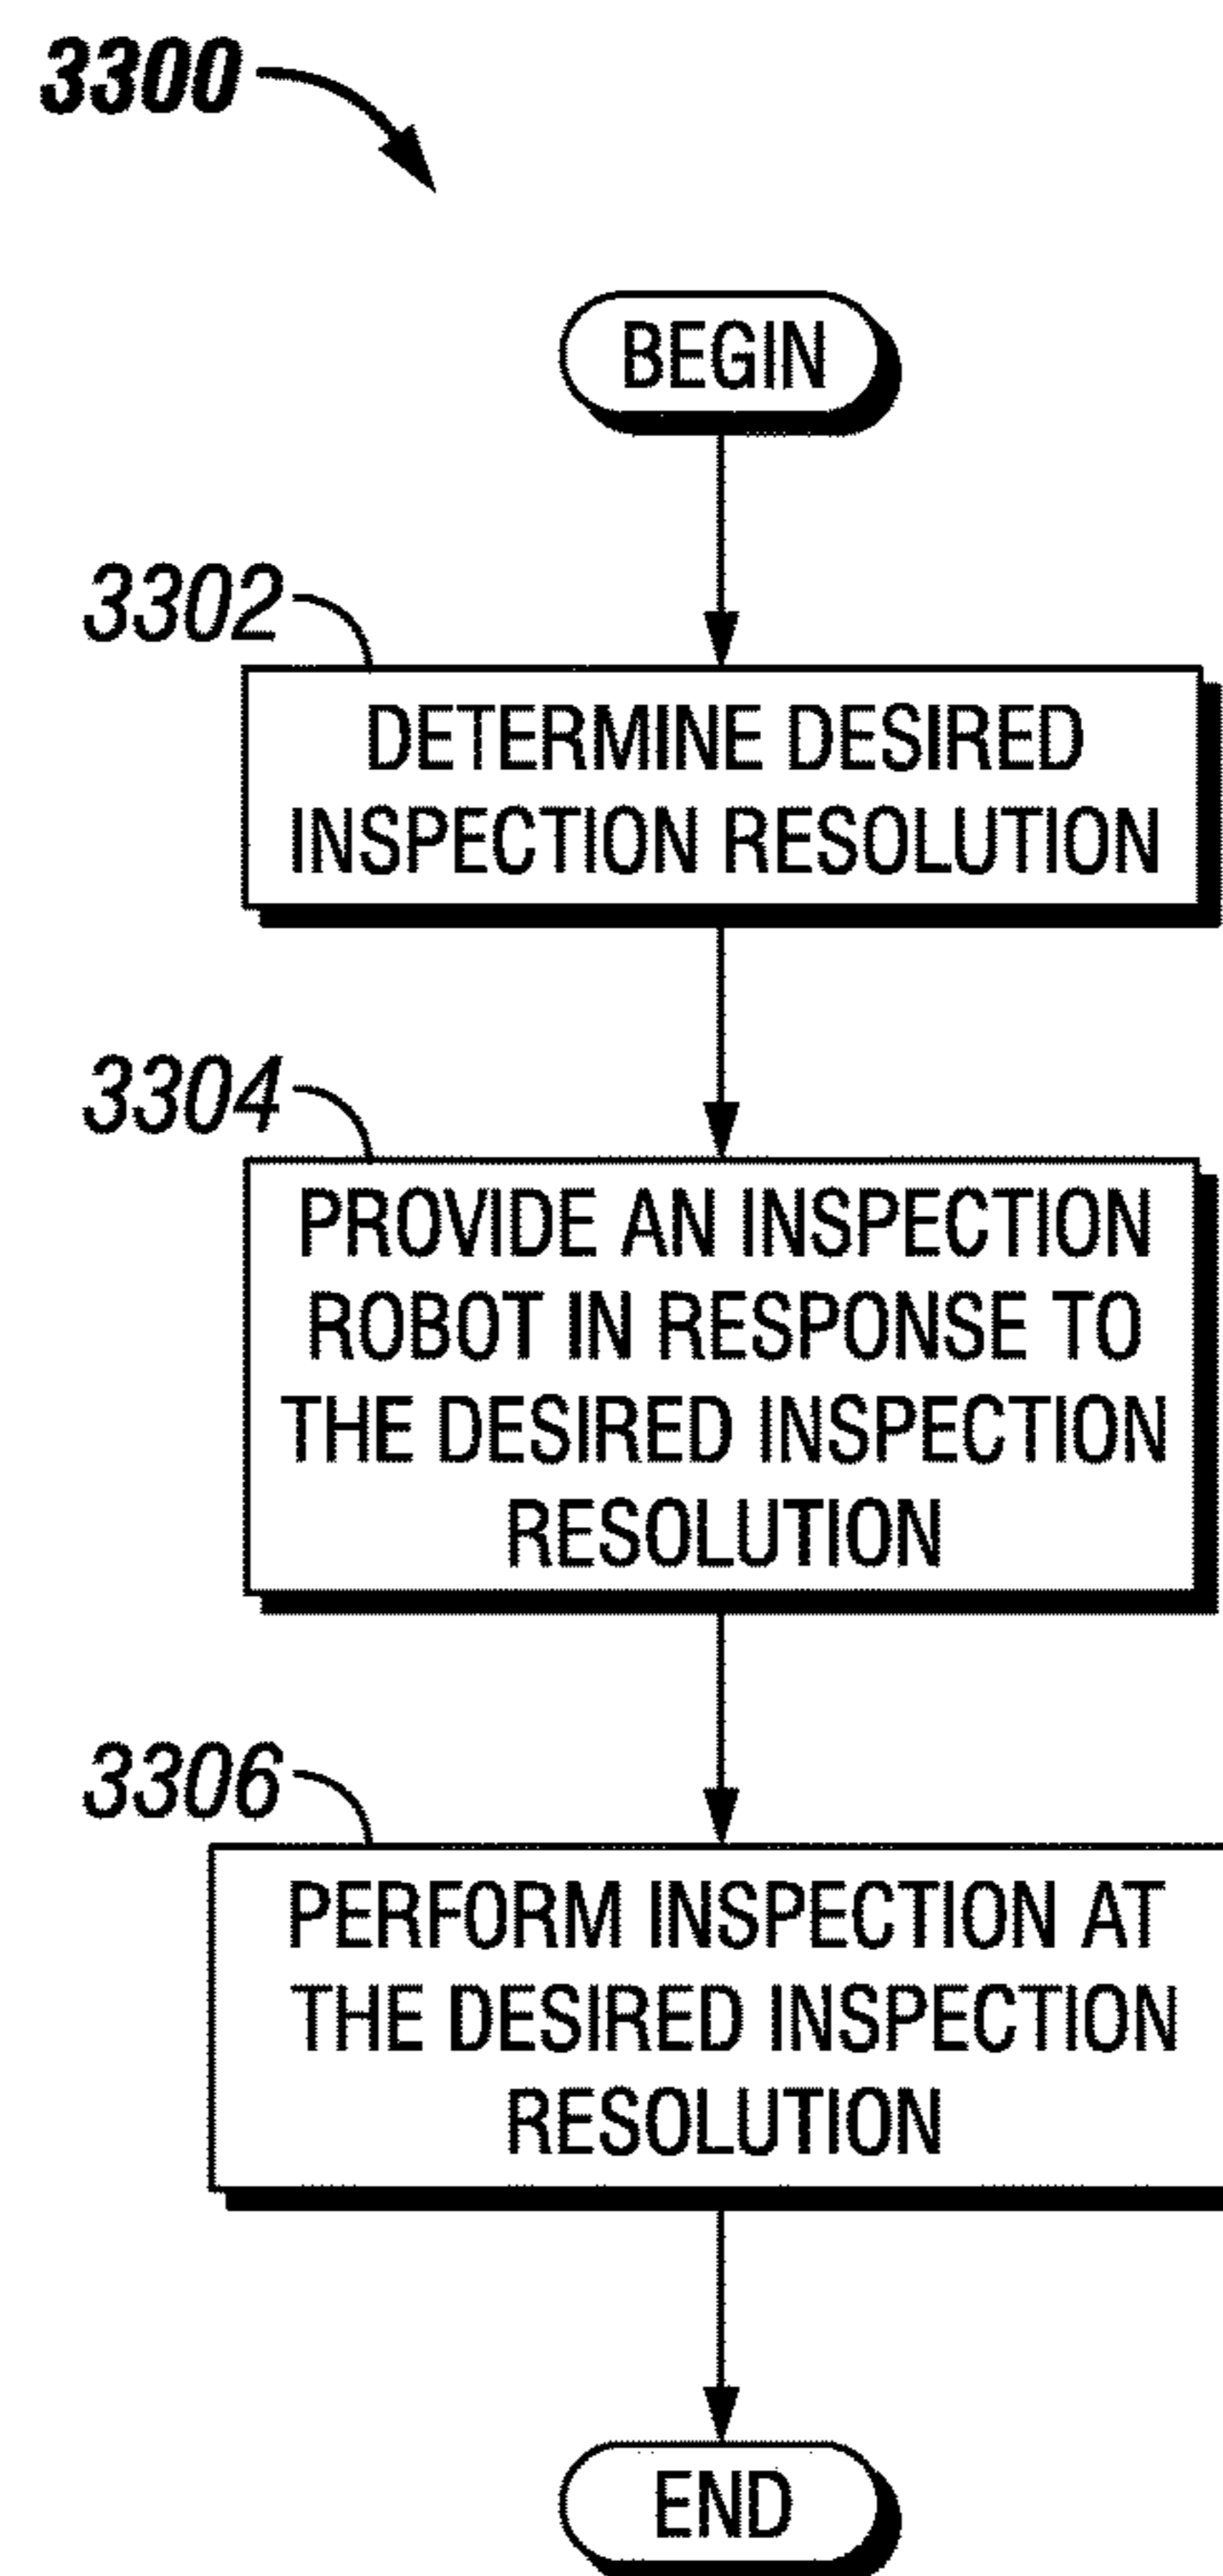 3300
BEGIN
3302
DETERMINE DESIRED
INSPECTION RESOLUTION
3304
PROVIDE AN INSPECTION
ROBOT IN RESPONSE TO
THE DESIRED INSPECTION
RESOLUTION
3306
PERFORM INSPECTION AT
THE DESIRED INSPECTION
RESOLUTION
END